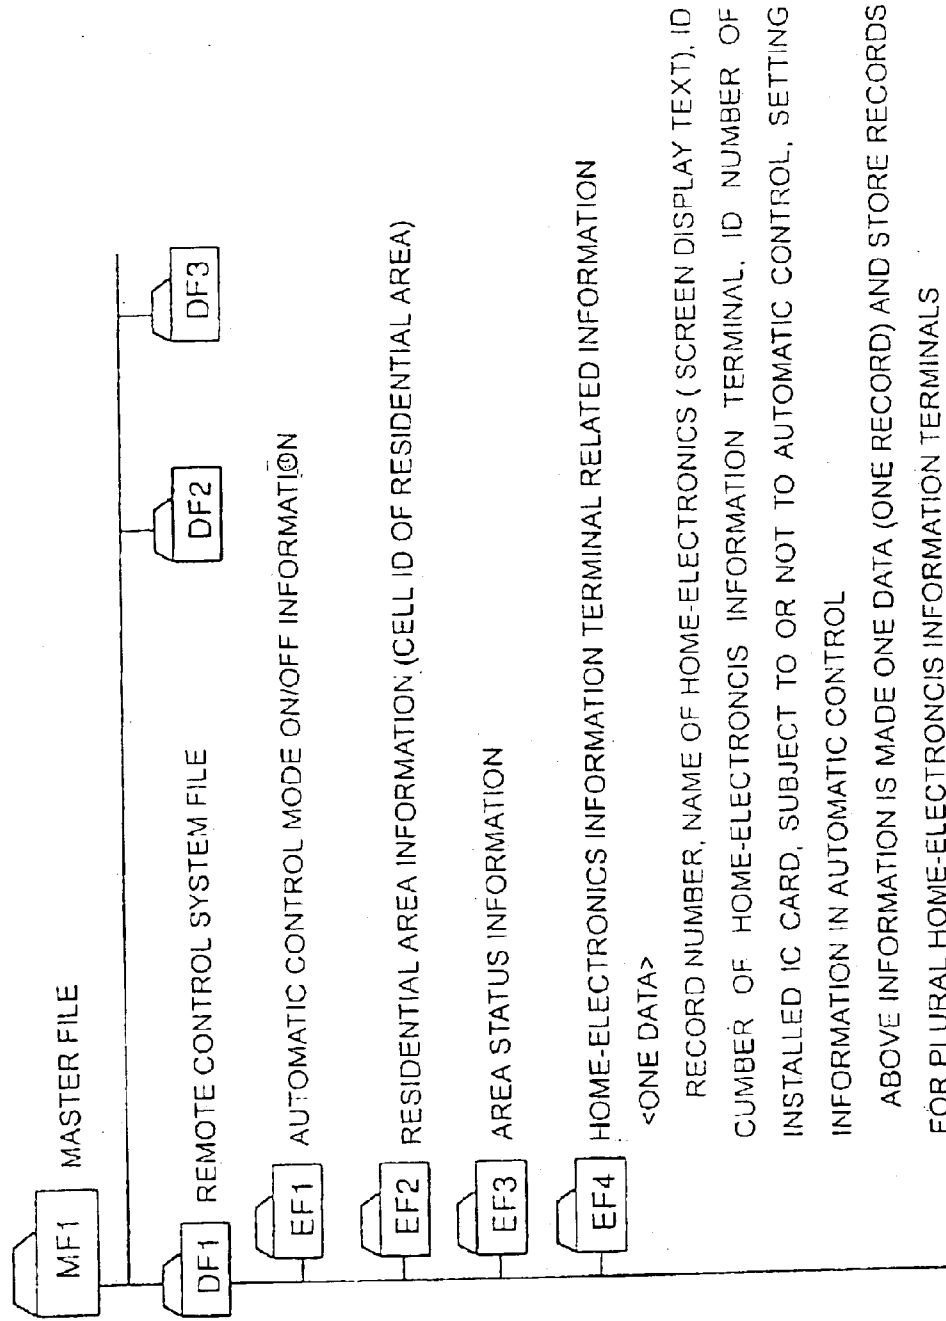 MF1 MASTER FILE
DF1 REMOTE CONTROL SYSTEM FILE
DF2
DF3
EF1 AUTOMATIC CONTROL MODE ON/OFF INFORMATION
EF2 RESIDENTIAL AREA INFORMATION (CELL ID OF RESIDENTIAL AREA)
EF3 AREA STATUS INFORMATION
EF4 HOME-ELECTRONICS INFORMATION TERMINAL RELATED INFORMATION
<ONE DATA>
RECORD NUMBER, NAME OF HOME-ELECTRONICS ( SCREEN DISPLAY TEXT), ID
CUMBER OF HOME-ELECTRONCIS INFORMATION TERMINAL, ID NUMBER OF
INSTALLED IC CARD, SUBJECT TO OR NOT TO AUTOMATIC CONTROL, SETTING
INFORMATION IN AUTOMATIC CONTROL
ABOVE INFORMATION IS MADE ONE DATA (ONE RECORD) AND STORE RECORDS
FOR PLURAL HOME-ELECTRONCIS INFORMATION TERMINALS